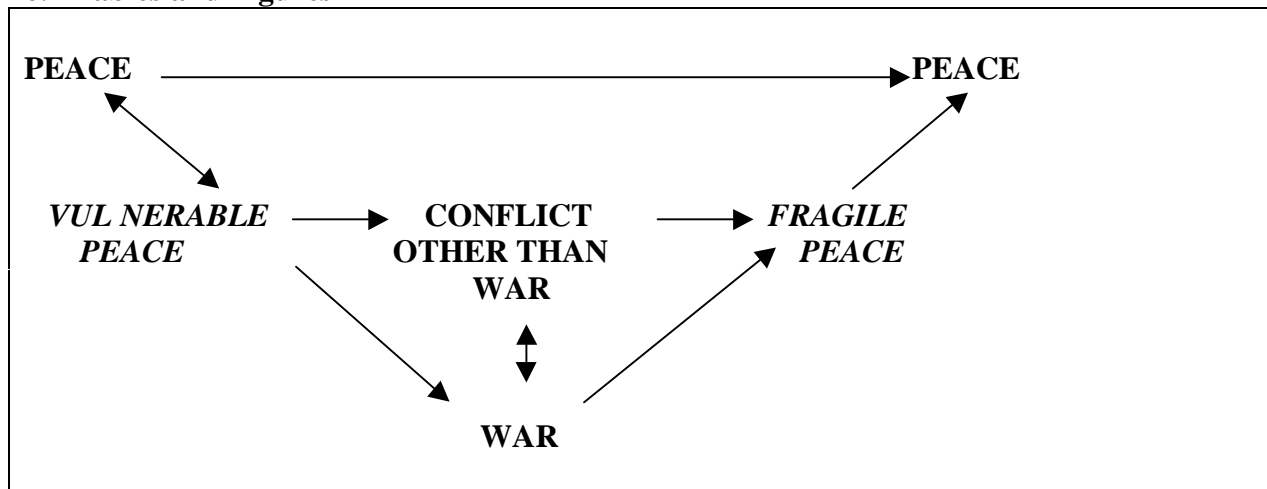 PEACE PEACE
VUL NERABLE CONFLICT FRAGILE
PEACE OTHER THAN PEACE
WAR
WAR